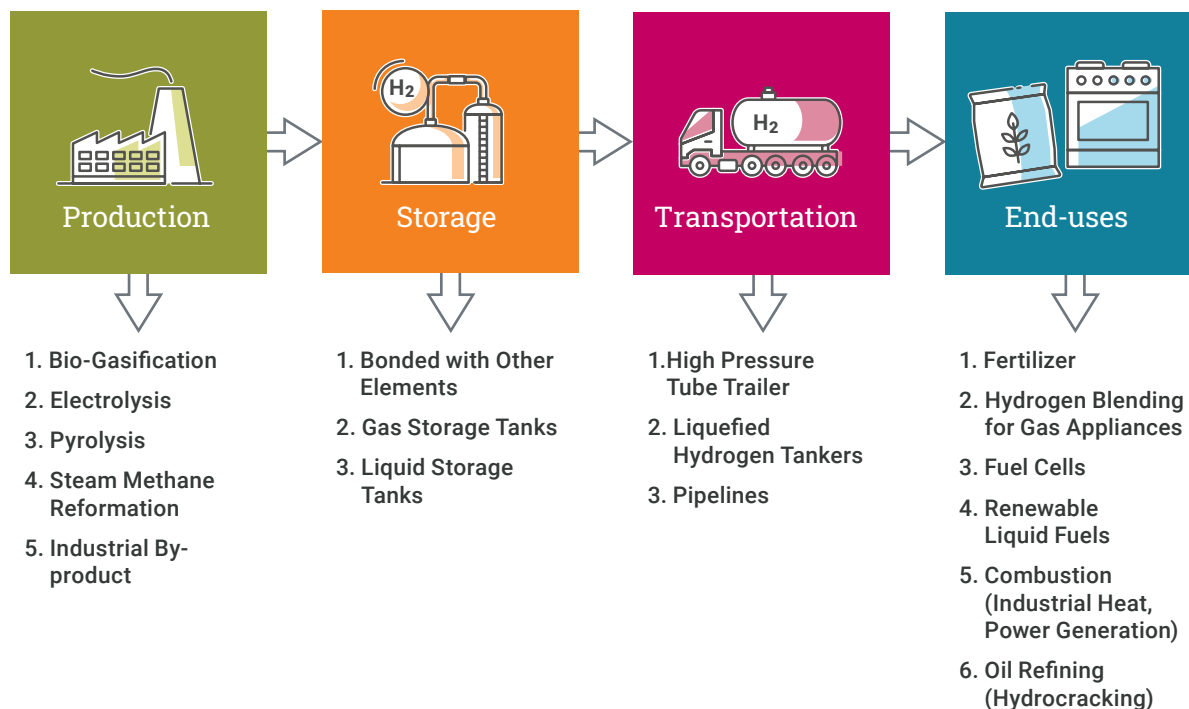 H2
H2
Production
Storage
Transportation
End-uses
1. Bio-Gasification
2. Electrolysis
3. Pyrolysis
4. Steam Methane
Reformation
5. Industrial By-
product
1. Bonded with Other
Elements
2. Gas Storage Tanks
3. Liquid Storage
Tanks
1.High Pressure
Tube Trailer
2. Liquefied
Hydrogen Tankers
3. Pipelines
1. Fertilizer
2. Hydrogen Blending
for Gas Appliances
3. Fuel Cells
4. Renewable
Liquid Fuels
5. Combustion
(Industrial Heat,
Power Generation)
6. Oil Refining
(Hydrocracking)